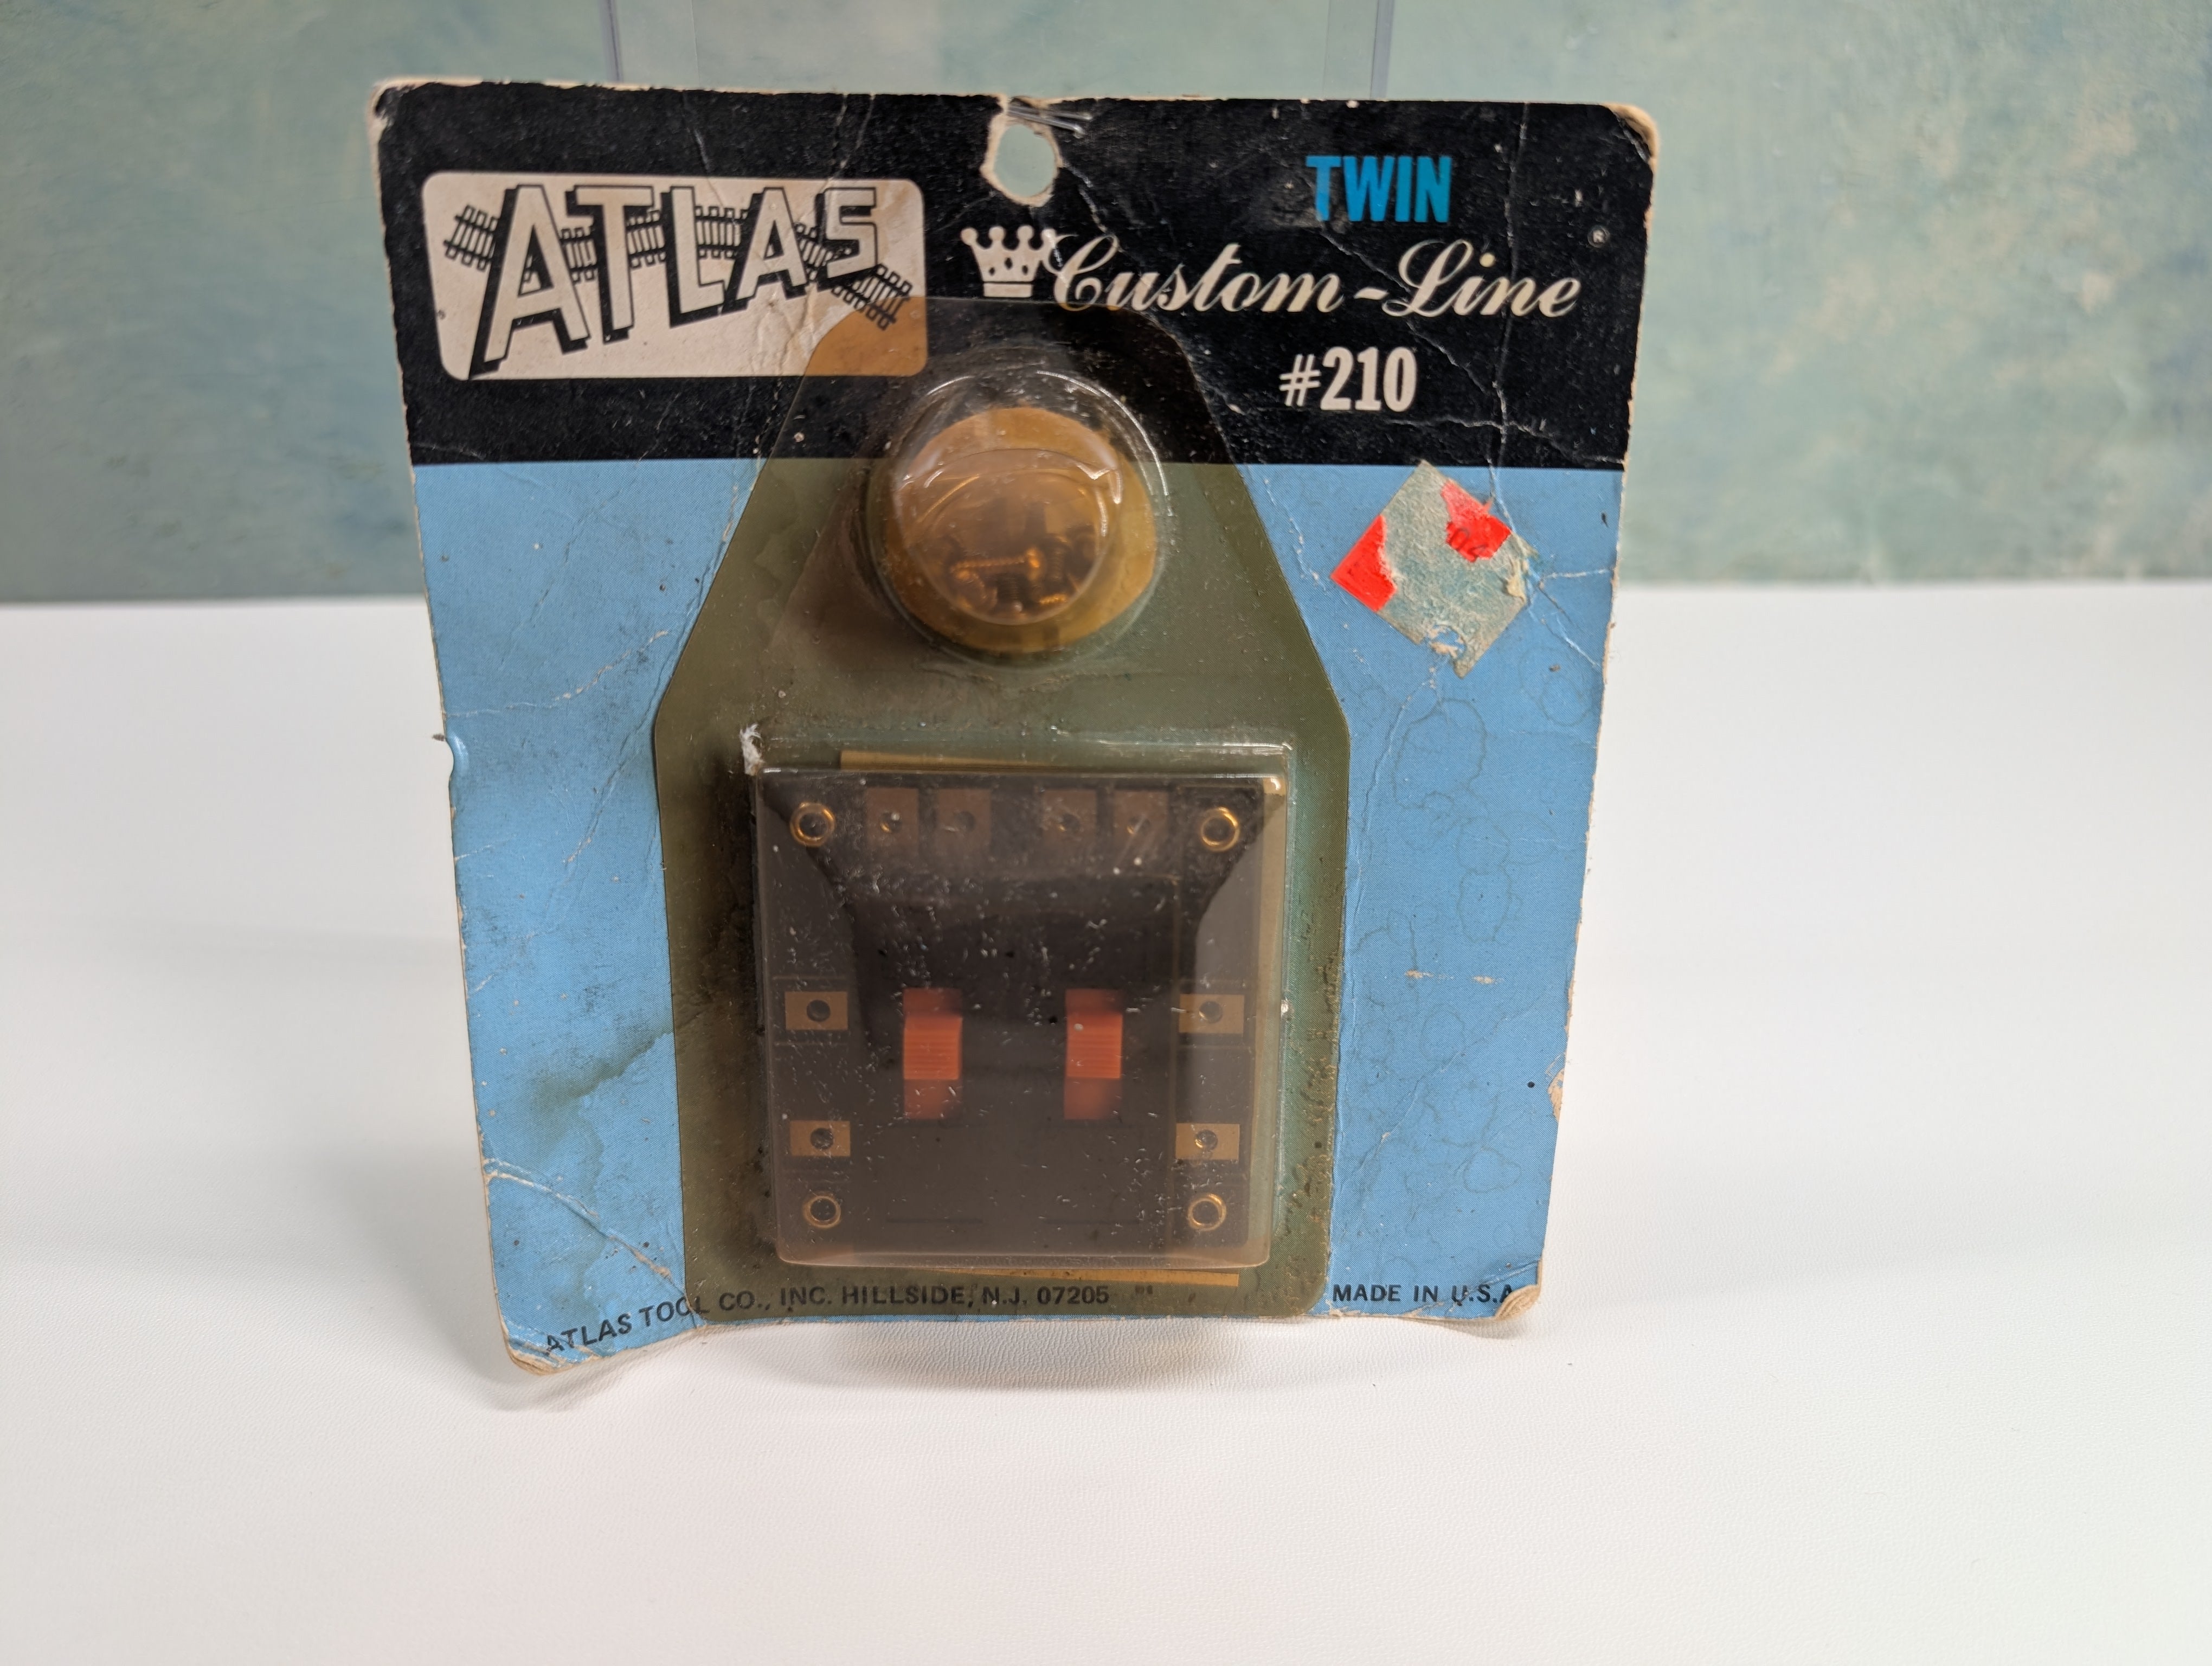 ATLAS
TWIN
Custom-Line
®
#210
ATLAS TOOL CO., INC. HILLSIDE, N.J. 07205
MADE IN U.S.A.